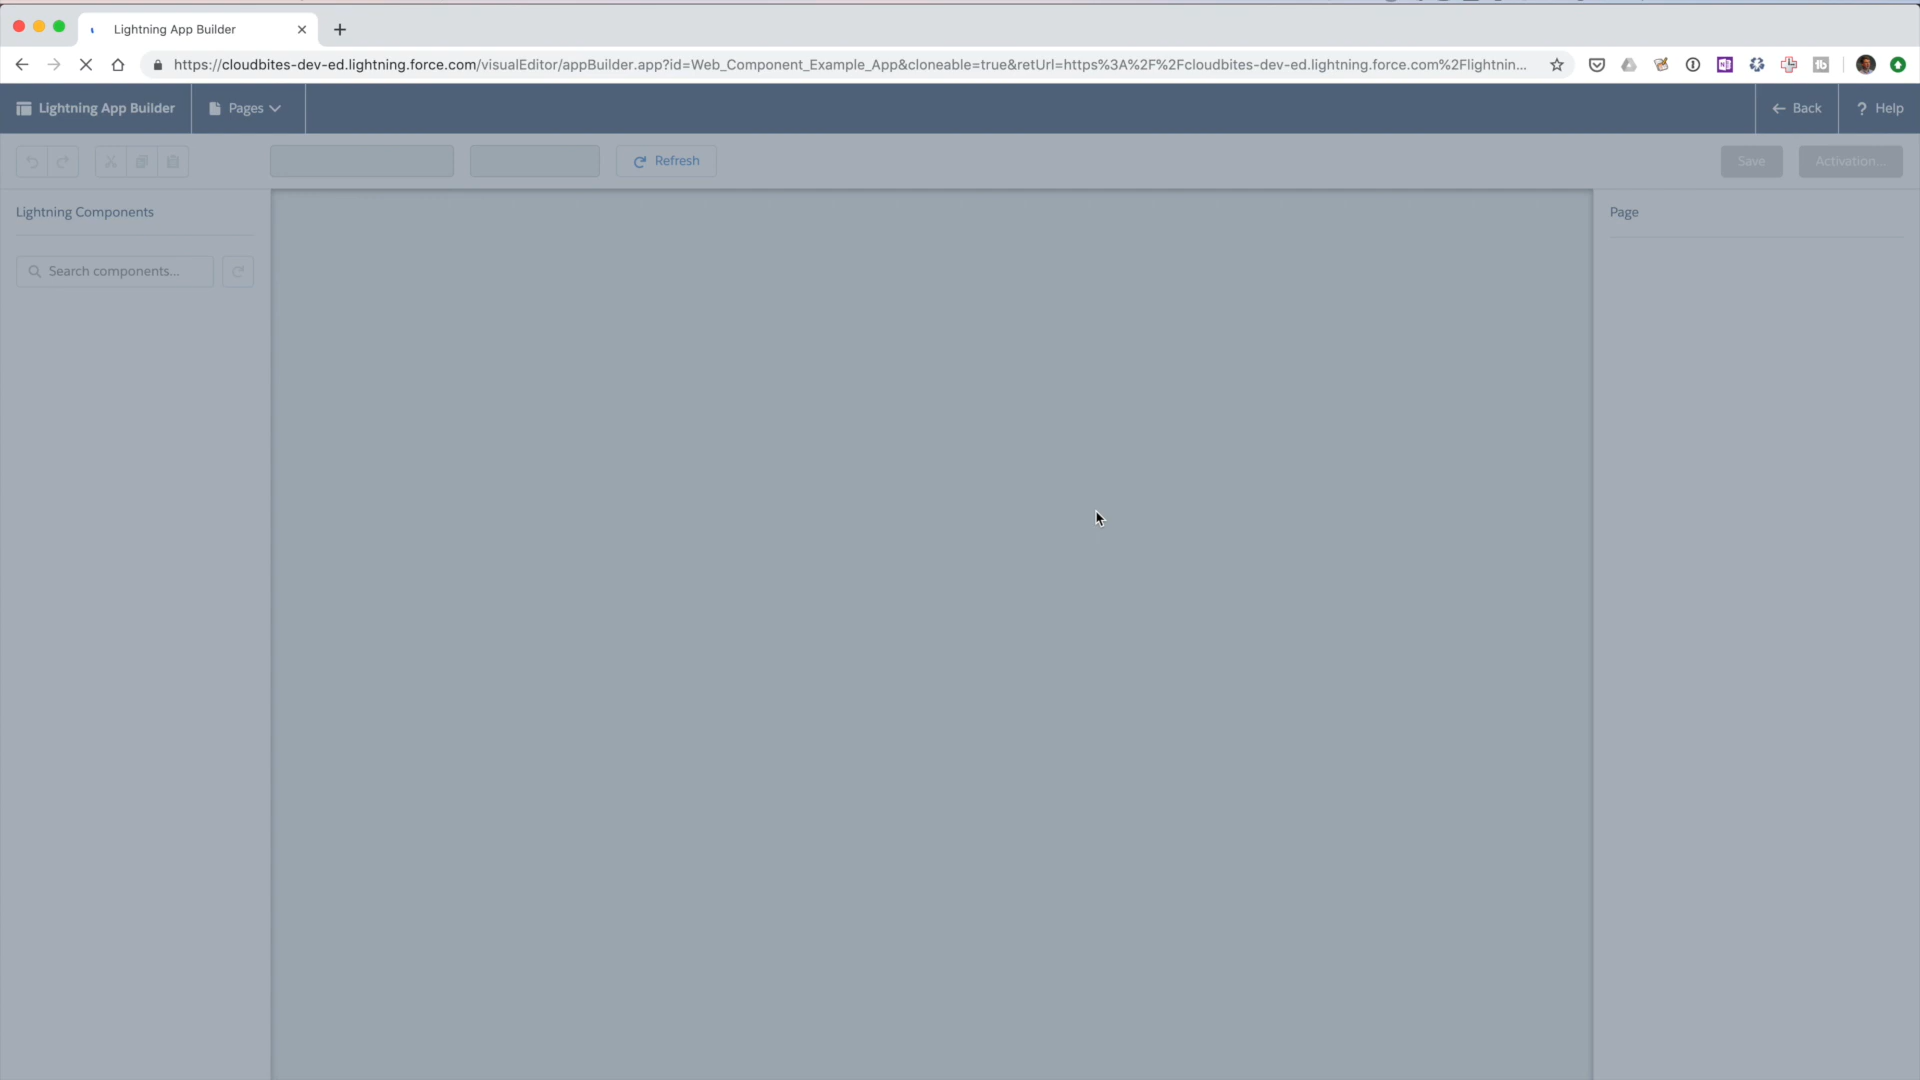 Lightning App Builder
https://cloudbites-dev-ed.lightning.force.com/visualEditor/appBuilder.app?id=Web_Component_Example_App&cloneable=true&retUrl=https%3A%2F%2Fcloudbites-dev-ed.lightning.force.com%2Flightnin...
Lightning App Builder
Pages
Back
? Help
Refresh
Save
Activation...
Lightning Components
Page
Search components...